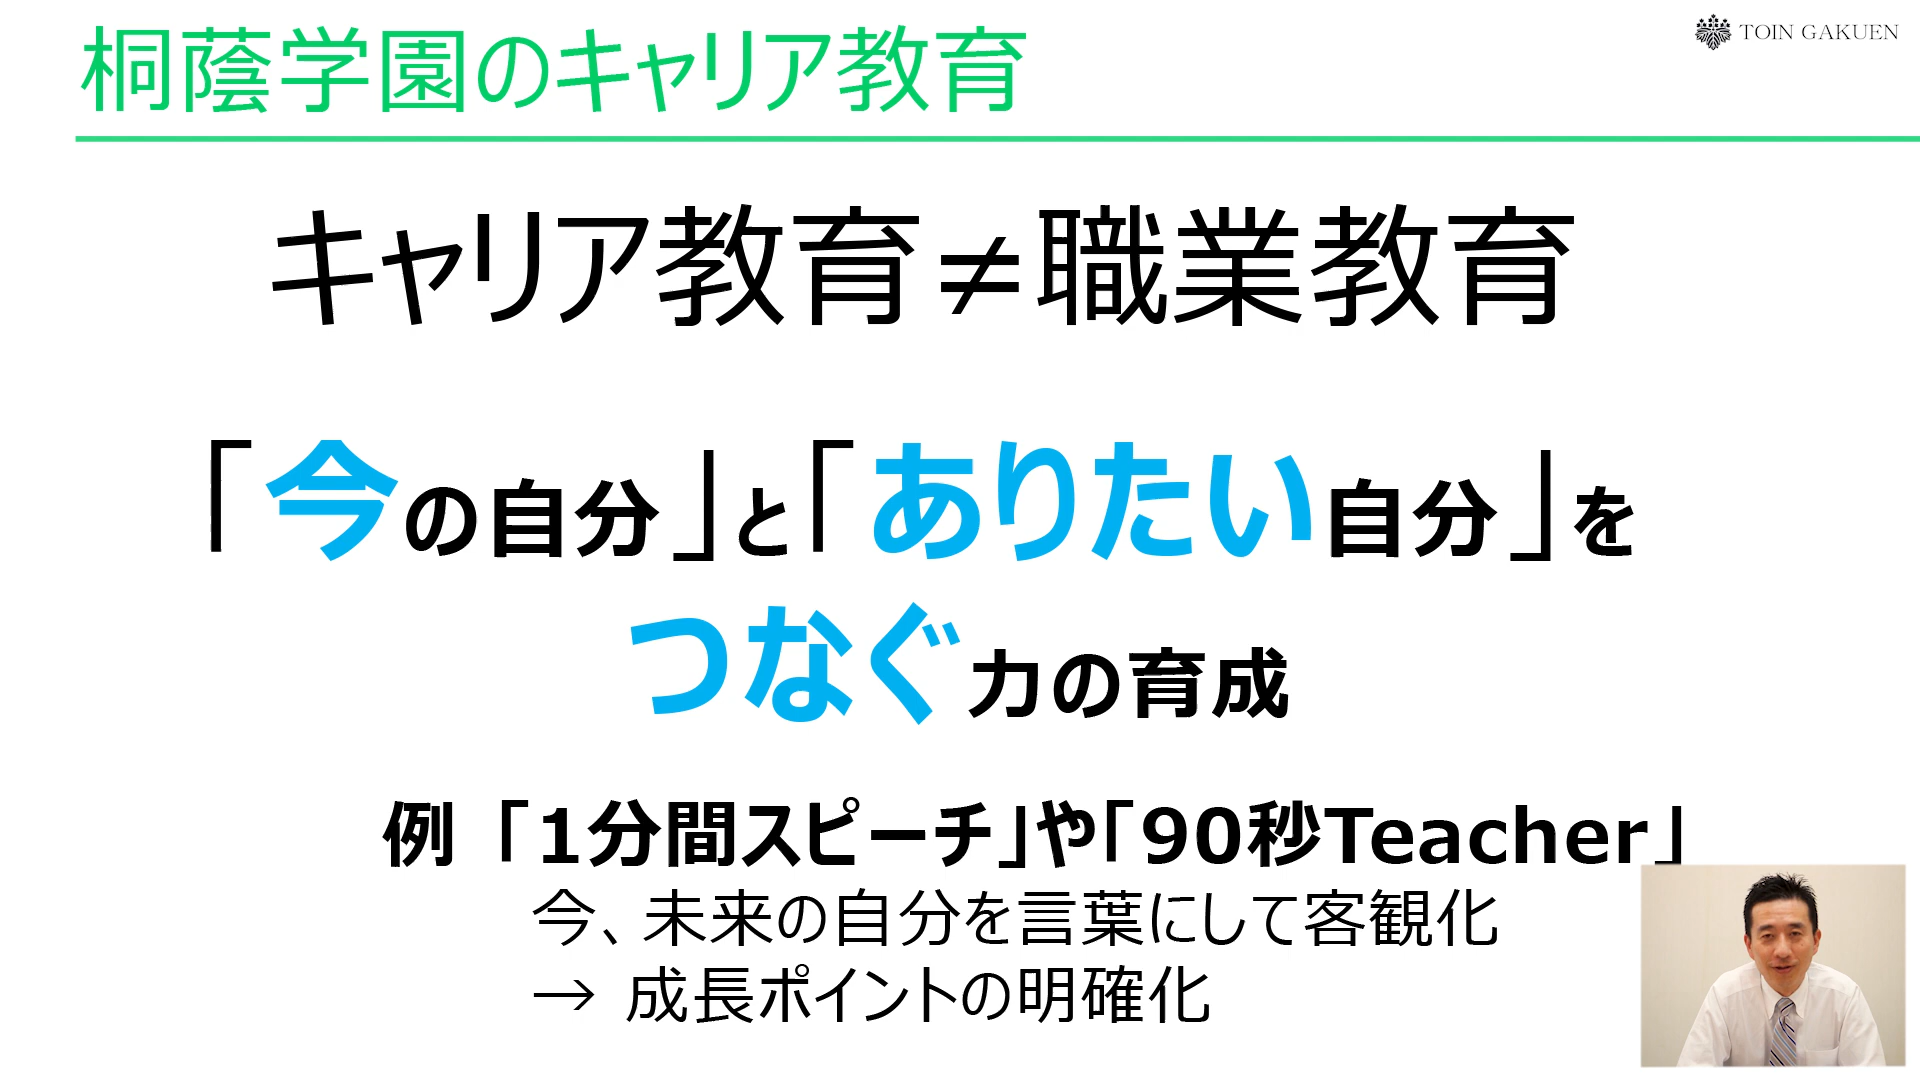 桐蔭学園のキャリア教育
TOIN GAKUEN
キャリア教育≠職業教育
「今の自分」と「ありたい自分」を
つなぐ力の育成
例「1分間スピーチ」や「90秒Teacher」
今、未来の自分を言葉にして客観化
→ 成長ポイントの明確化